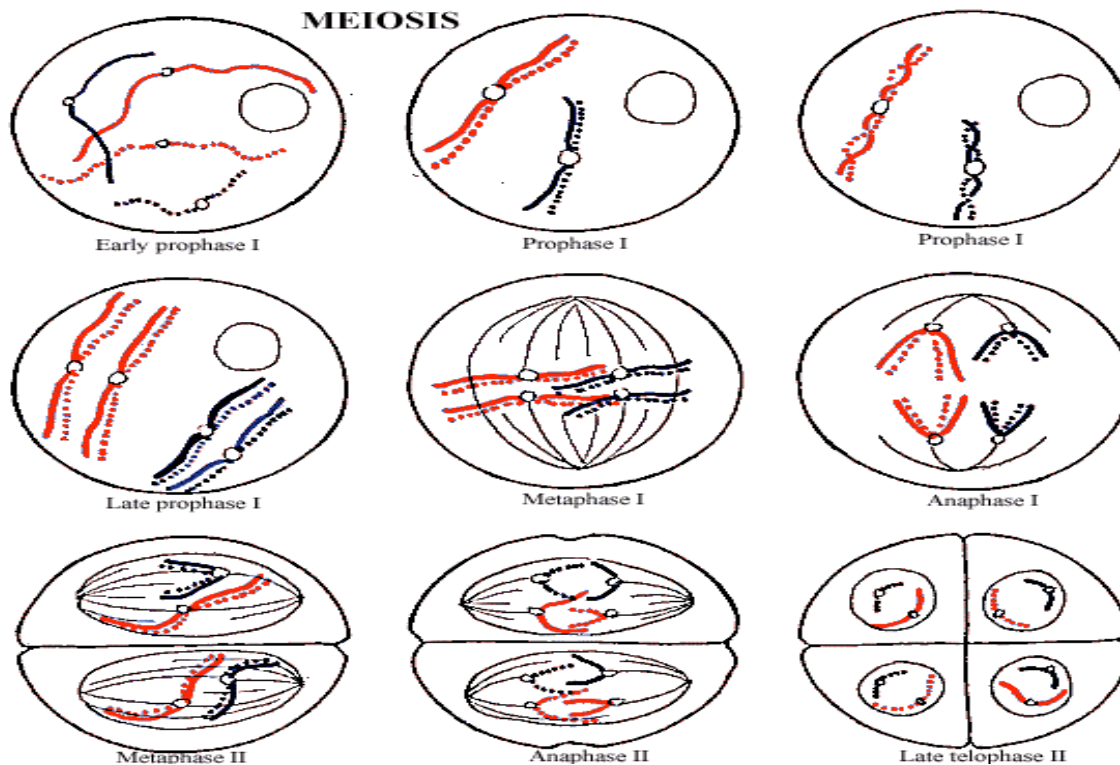 MEIOSIS
Early prophase I
Prophase I
Prophase I
Late prophase I
Metaphase I
Anaphase I
Metaphase II
Anaphase II
Late telophase II